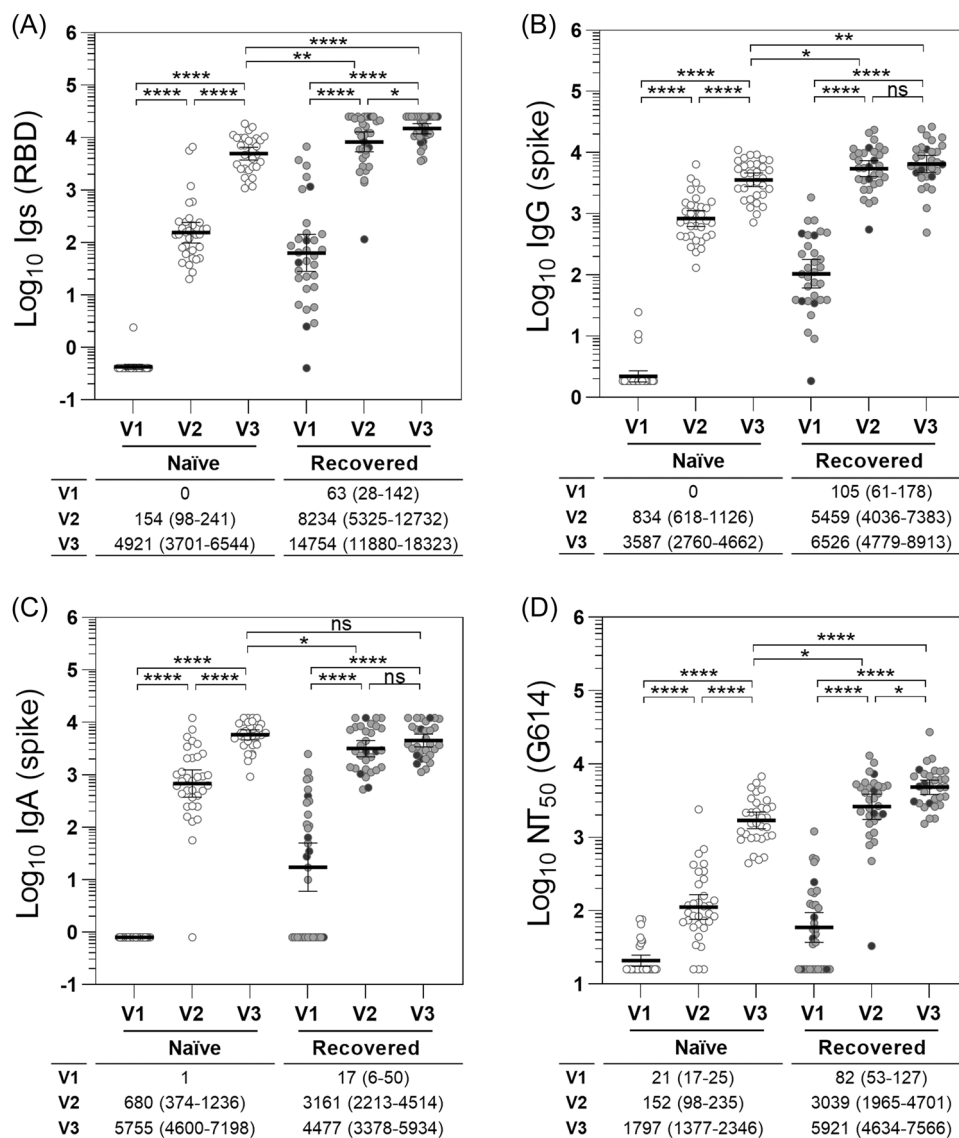 (A)
Log10 Igs (RBD)
6
5
4
3
2
1
0
-1
****
**
**** ****
**** **** **** *
V1 V2 V3 V1 V2 V3
Naïve Recovered
V1 0 63 (28-142)
V2 154 (98-241) 8234 (5325-12732)
V3 4921 (3701-6544) 14754 (11880-18323)
(B)
Log10 IgG (spike)
6
5
4
3
2
1
0
**
*
**** ****
**** **** **** ns
V1 V2 V3 V1 V2 V3
Naïve Recovered
V1 0 105 (61-178)
V2 834 (618-1126) 5459 (4036-7383)
V3 3587 (2760-4662) 6526 (4779-8913)
(C)
Log10 IgA (spike)
6
5
4
3
2
1
0
-1
ns
*
**** ****
**** **** **** ns
V1 V2 V3 V1 V2 V3
Naïve Recovered
V1 1 17 (6-50)
V2 680 (374-1236) 3161 (2213-4514)
V3 5755 (4600-7198) 4477 (3378-5934)
(D)
Log10 NT50 (G614)
6
5
4
3
2
1
****
*
**** ****
**** **** **** *
V1 V2 V3 V1 V2 V3
Naïve Recovered
V1 21 (17-25) 82 (53-127)
V2 152 (98-235) 3039 (1965-4701)
V3 1797 (1377-2346) 5921 (4634-7566)